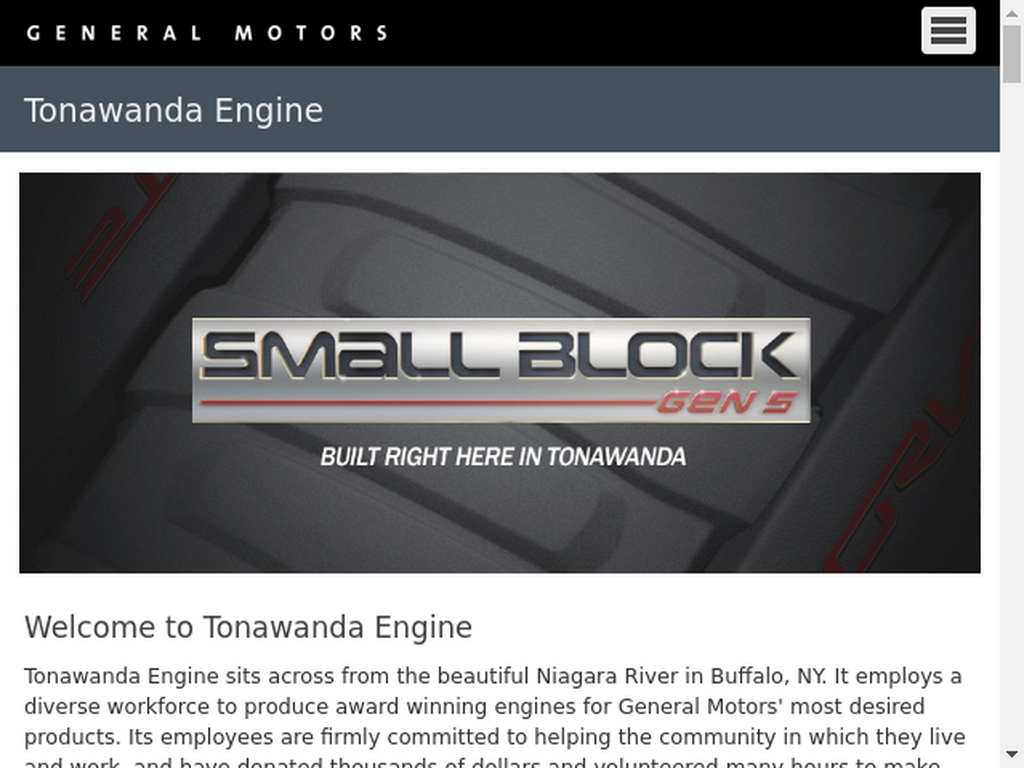 GENERAL MOTORS
Tonawanda Engine
SMALL BLOCK
GEN 5
BUILT RIGHT HERE IN TONAWANDA
Welcome to Tonawanda Engine
Tonawanda Engine sits across from the beautiful Niagara River in Buffalo, NY. It employs a
diverse workforce to produce award winning engines for General Motors' most desired
products. Its employees are firmly committed to helping the community in which they live
and work, and have donated thousands of dollars and volunteered many hours to make